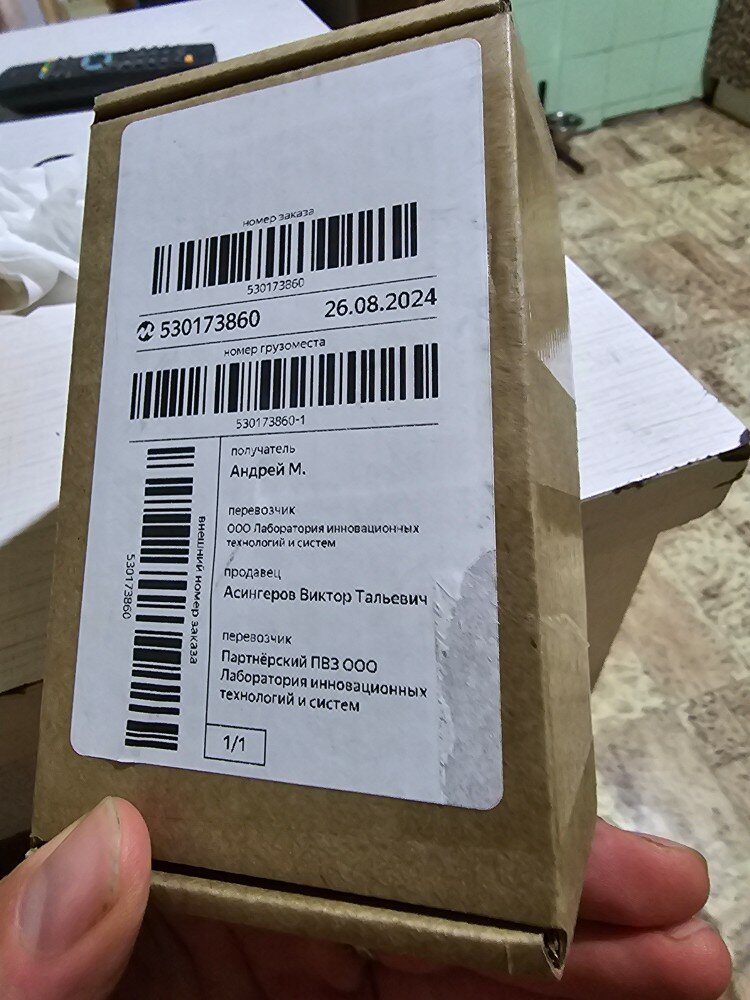 номер заказа
530173860
530173860
26.08.2024
номер грузоместа
530173860-1
получатель
Андрей М.
перевозчик
ООО Лаборатория инновационных
технологий и систем
продавец
Асингеров Виктор Тальевич
перевозчик
Партнёрский ПВЗ ООО
Лаборатория инновационных
технологий и систем
1/1
внешний номер заказа
530173860